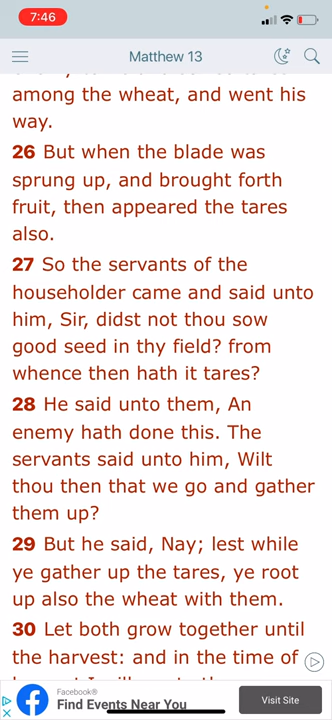 7:46
Matthew 13
among the wheat, and went his
way.
26 But when the blade was
sprung up, and brought forth
fruit, then appeared the tares
also.
27 So the servants of the
householder came and said unto
him, Sir, didst not thou sow
good seed in thy field? from
whence then hath it tares?
28 He said unto them, An
enemy hath done this. The
servants said unto him, Wilt
thou then that we go and gather
them up?
29 But he said, Nay; lest while
ye gather up the tares, ye root
up also the wheat with them.
30 Let both grow together until
the harvest: and in the time of
Facebook®
Find Events Near You
Visit Site